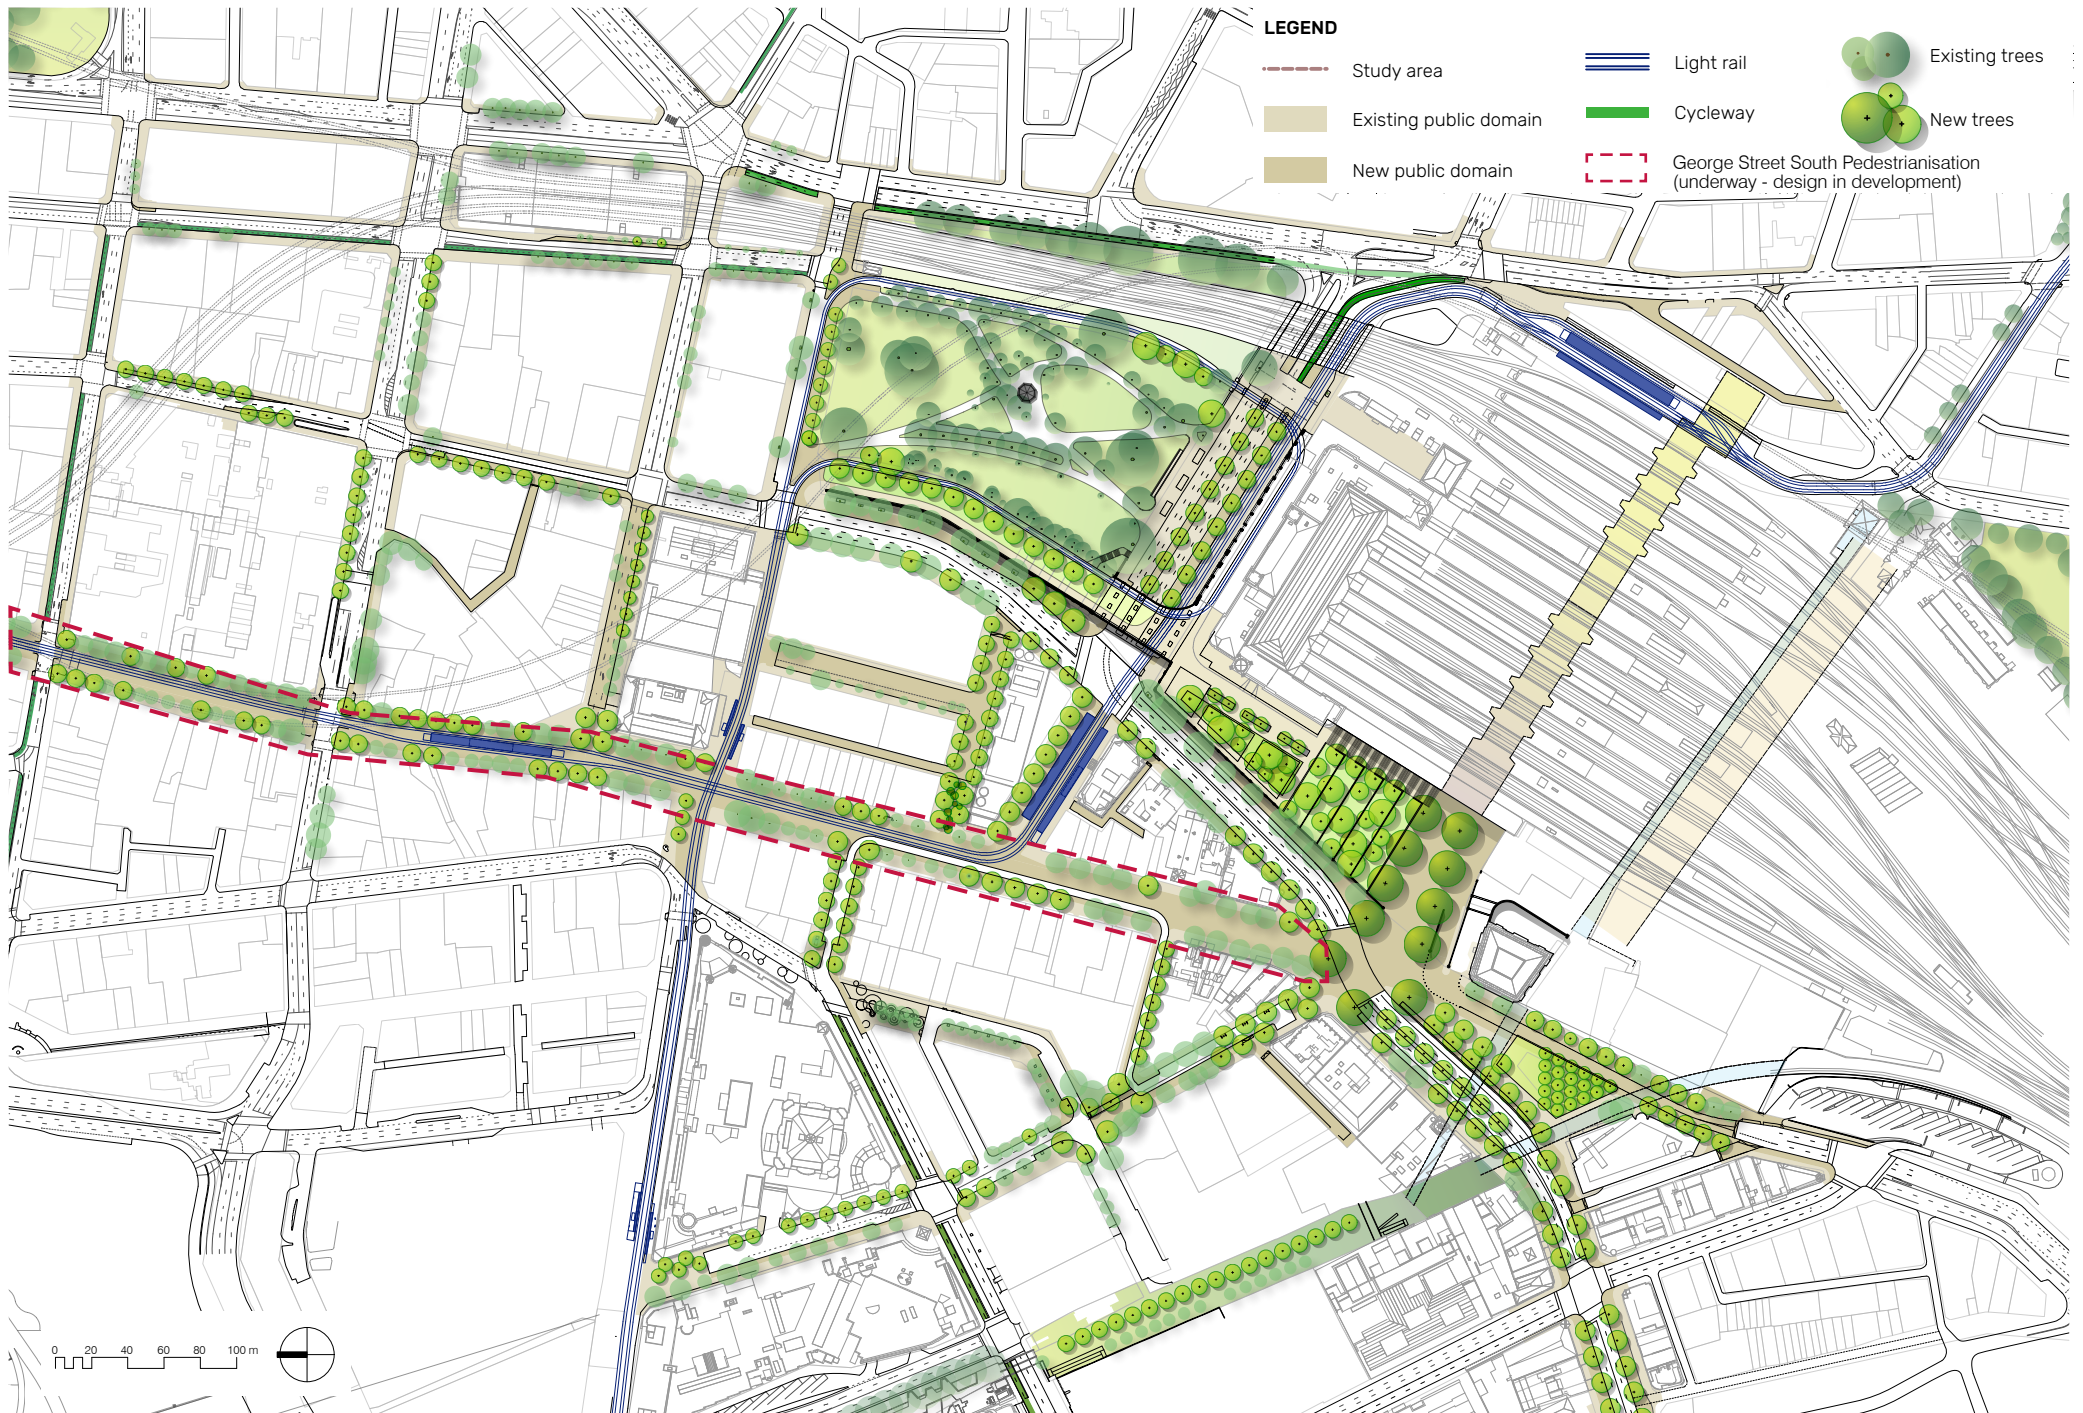 LEGEND
Study area
Existing public domain
New public domain
Light rail
Cycleway
George Street South Pedestrianisation
(underway - design in development)
Existing trees
New trees
0 20 40 60 80 100 m